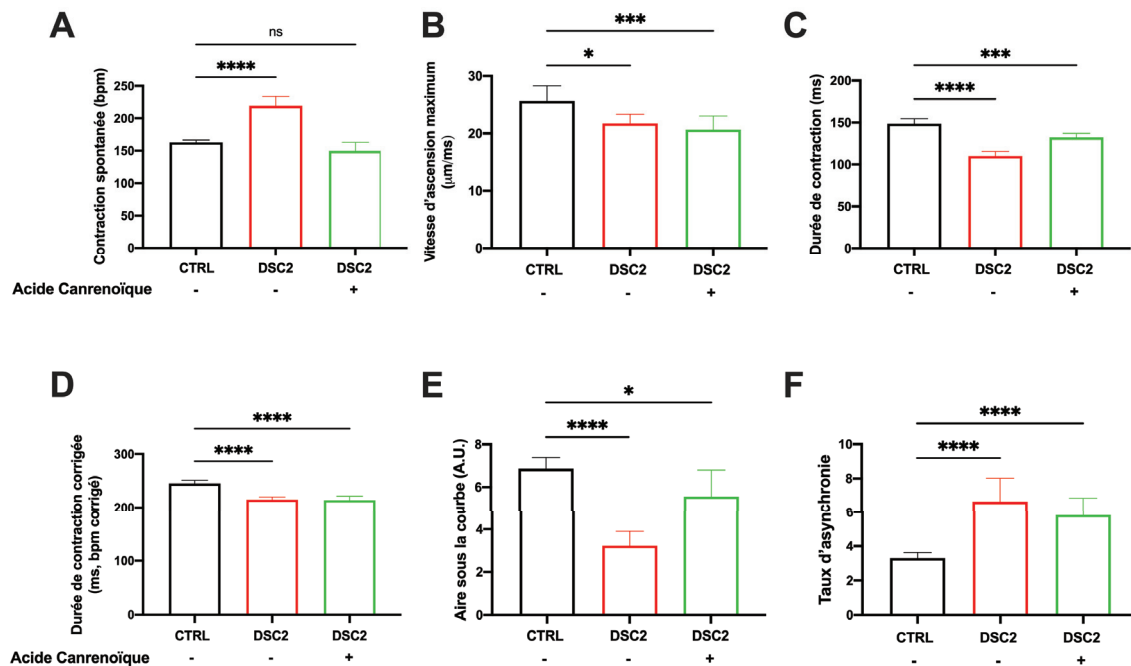 A
Contraction spontanée (bpm)
ns
****
250
200
150
100
50
0
CTRL
DSC2
DSC2
Acide Canrenoïque
-
-
+
B
Vitesse d'ascension maximum
(μm/ms)
***
*
30
20
10
0
CTRL
DSC2
DSC2
-
-
+
C
Durée de contraction (ms)
***
****
200
150
100
50
0
CTRL
DSC2
DSC2
-
-
+
D
Durée de contraction corrigée
(ms, bpm corrigé)
****
****
300
200
100
0
CTRL
DSC2
DSC2
Acide Canrenoïque
-
-
+
E
Aire sous la courbe (A.U.)
*
****
8
6
4
2
0
CTRL
DSC2
DSC2
-
-
+
F
Taux d'asynchronie
****
****
10
8
6
4
2
0
CTRL
DSC2
DSC2
-
-
+